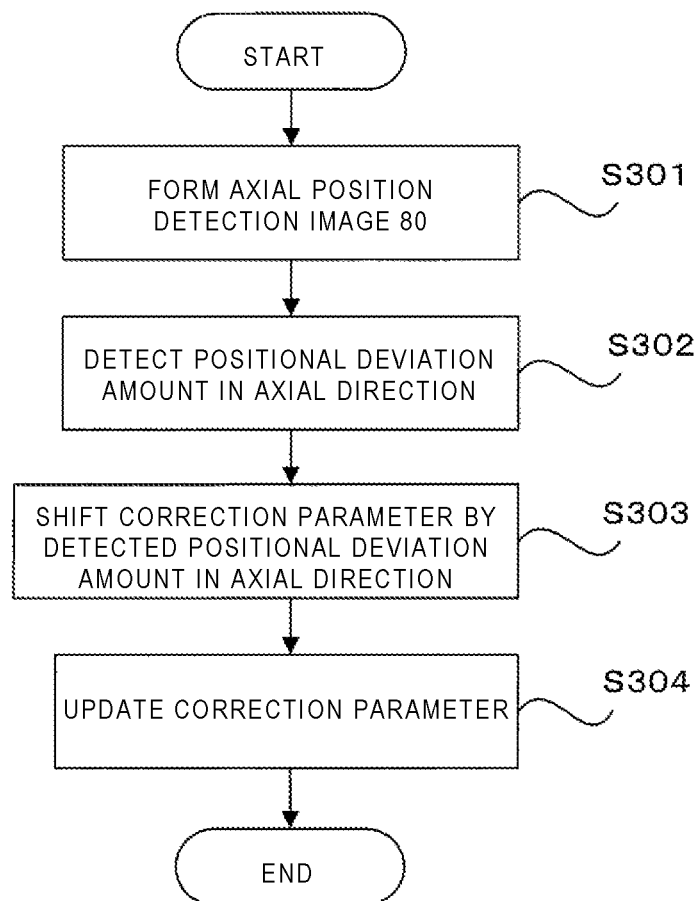 START
FORM AXIAL POSITION
DETECTION IMAGE 80
S301
DETECT POSITIONAL DEVIATION
AMOUNT IN AXIAL DIRECTION
S302
SHIFT CORRECTION PARAMETER BY
DETECTED POSITIONAL DEVIATION
AMOUNT IN AXIAL DIRECTION
S303
UPDATE CORRECTION PARAMETER
S304
END